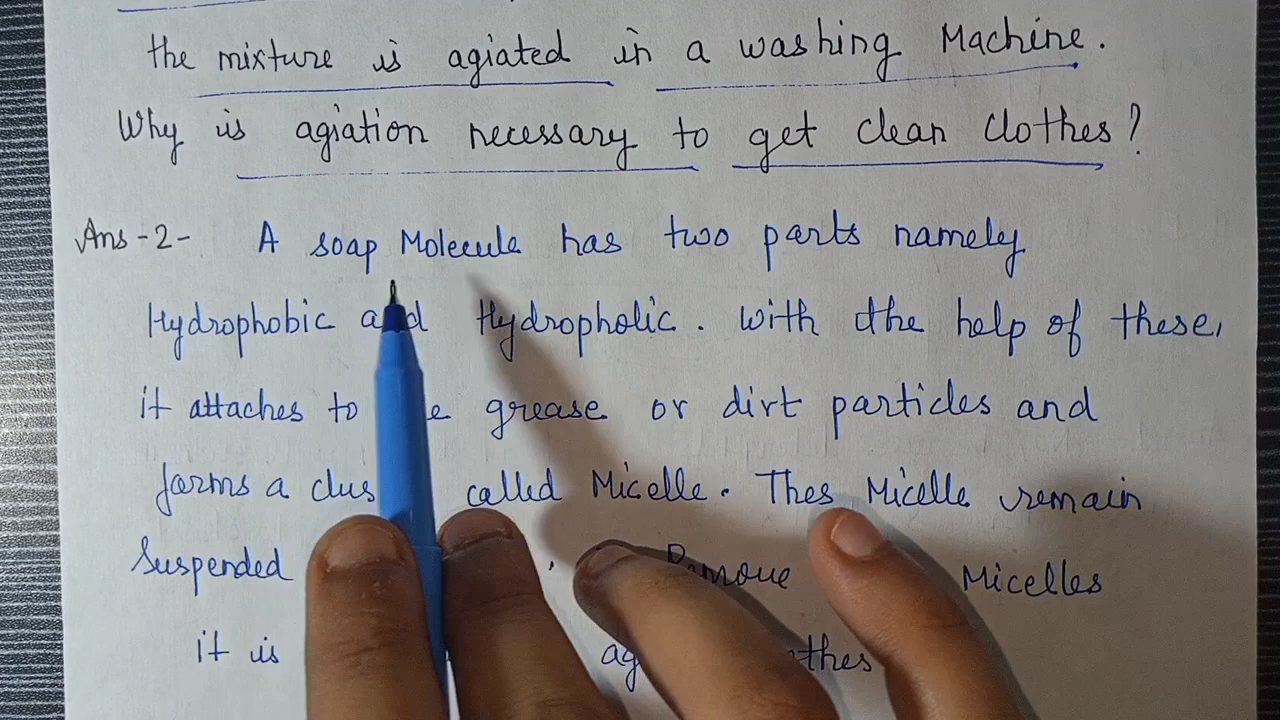 the mixture is agiated in a washing Machine.
Why is agiation necessary to get clean clothes?
Ans-2- A soap Molecule has two parts namely
Hydrophobic and Hydropholic. With the help of these,
it attaches to grease or dirt particles and
forms a called Micelle. Thes Micelle remain
Suspended Micelles
it is